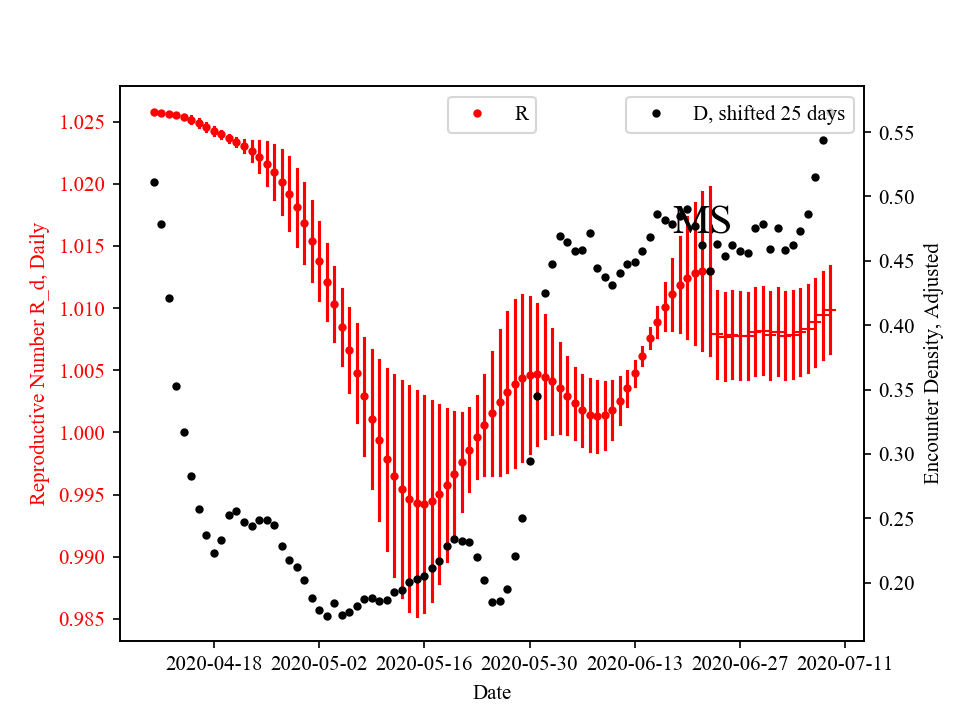 R
D, shifted 25 days
MS
Reproductive Number R_d, Daily
1.025
1.020
1.015
1.010
1.005
1.000
0.995
0.990
0.985
Encounter Density, Adjusted
0.55
0.50
0.45
0.40
0.35
0.30
0.25
0.20
2020-04-18 2020-05-02 2020-05-16 2020-05-30 2020-06-13 2020-06-27 2020-07-11
Date